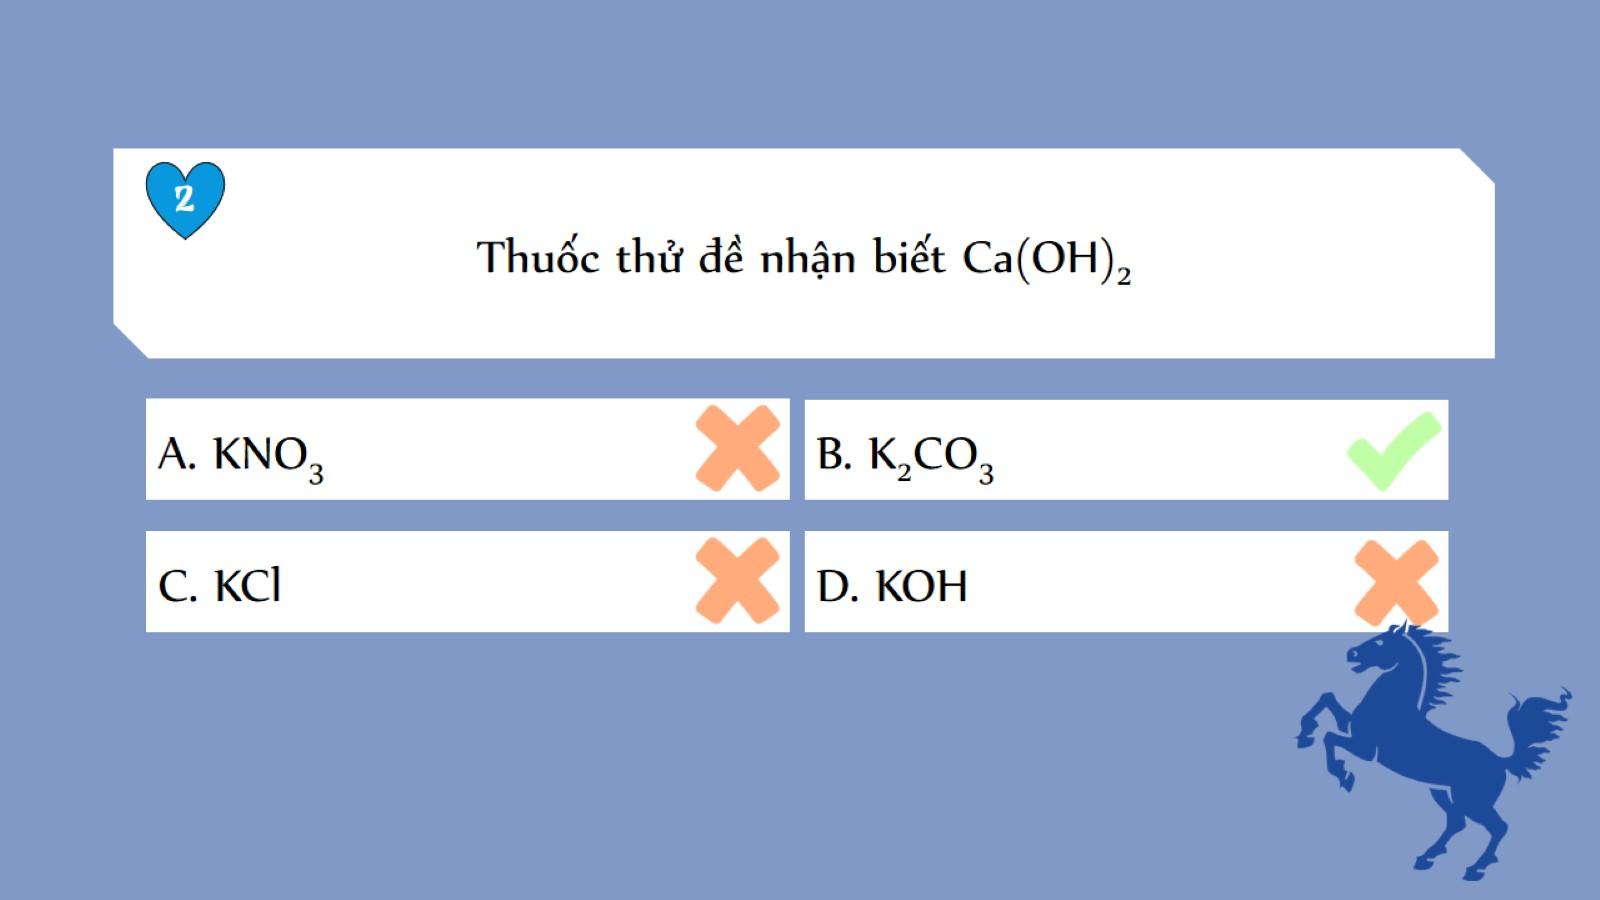 2
Thuốc thử đề nhận biết Ca(OH)₂
A. KNO₃
B. K₂CO₃
C. KCl
D. KOH